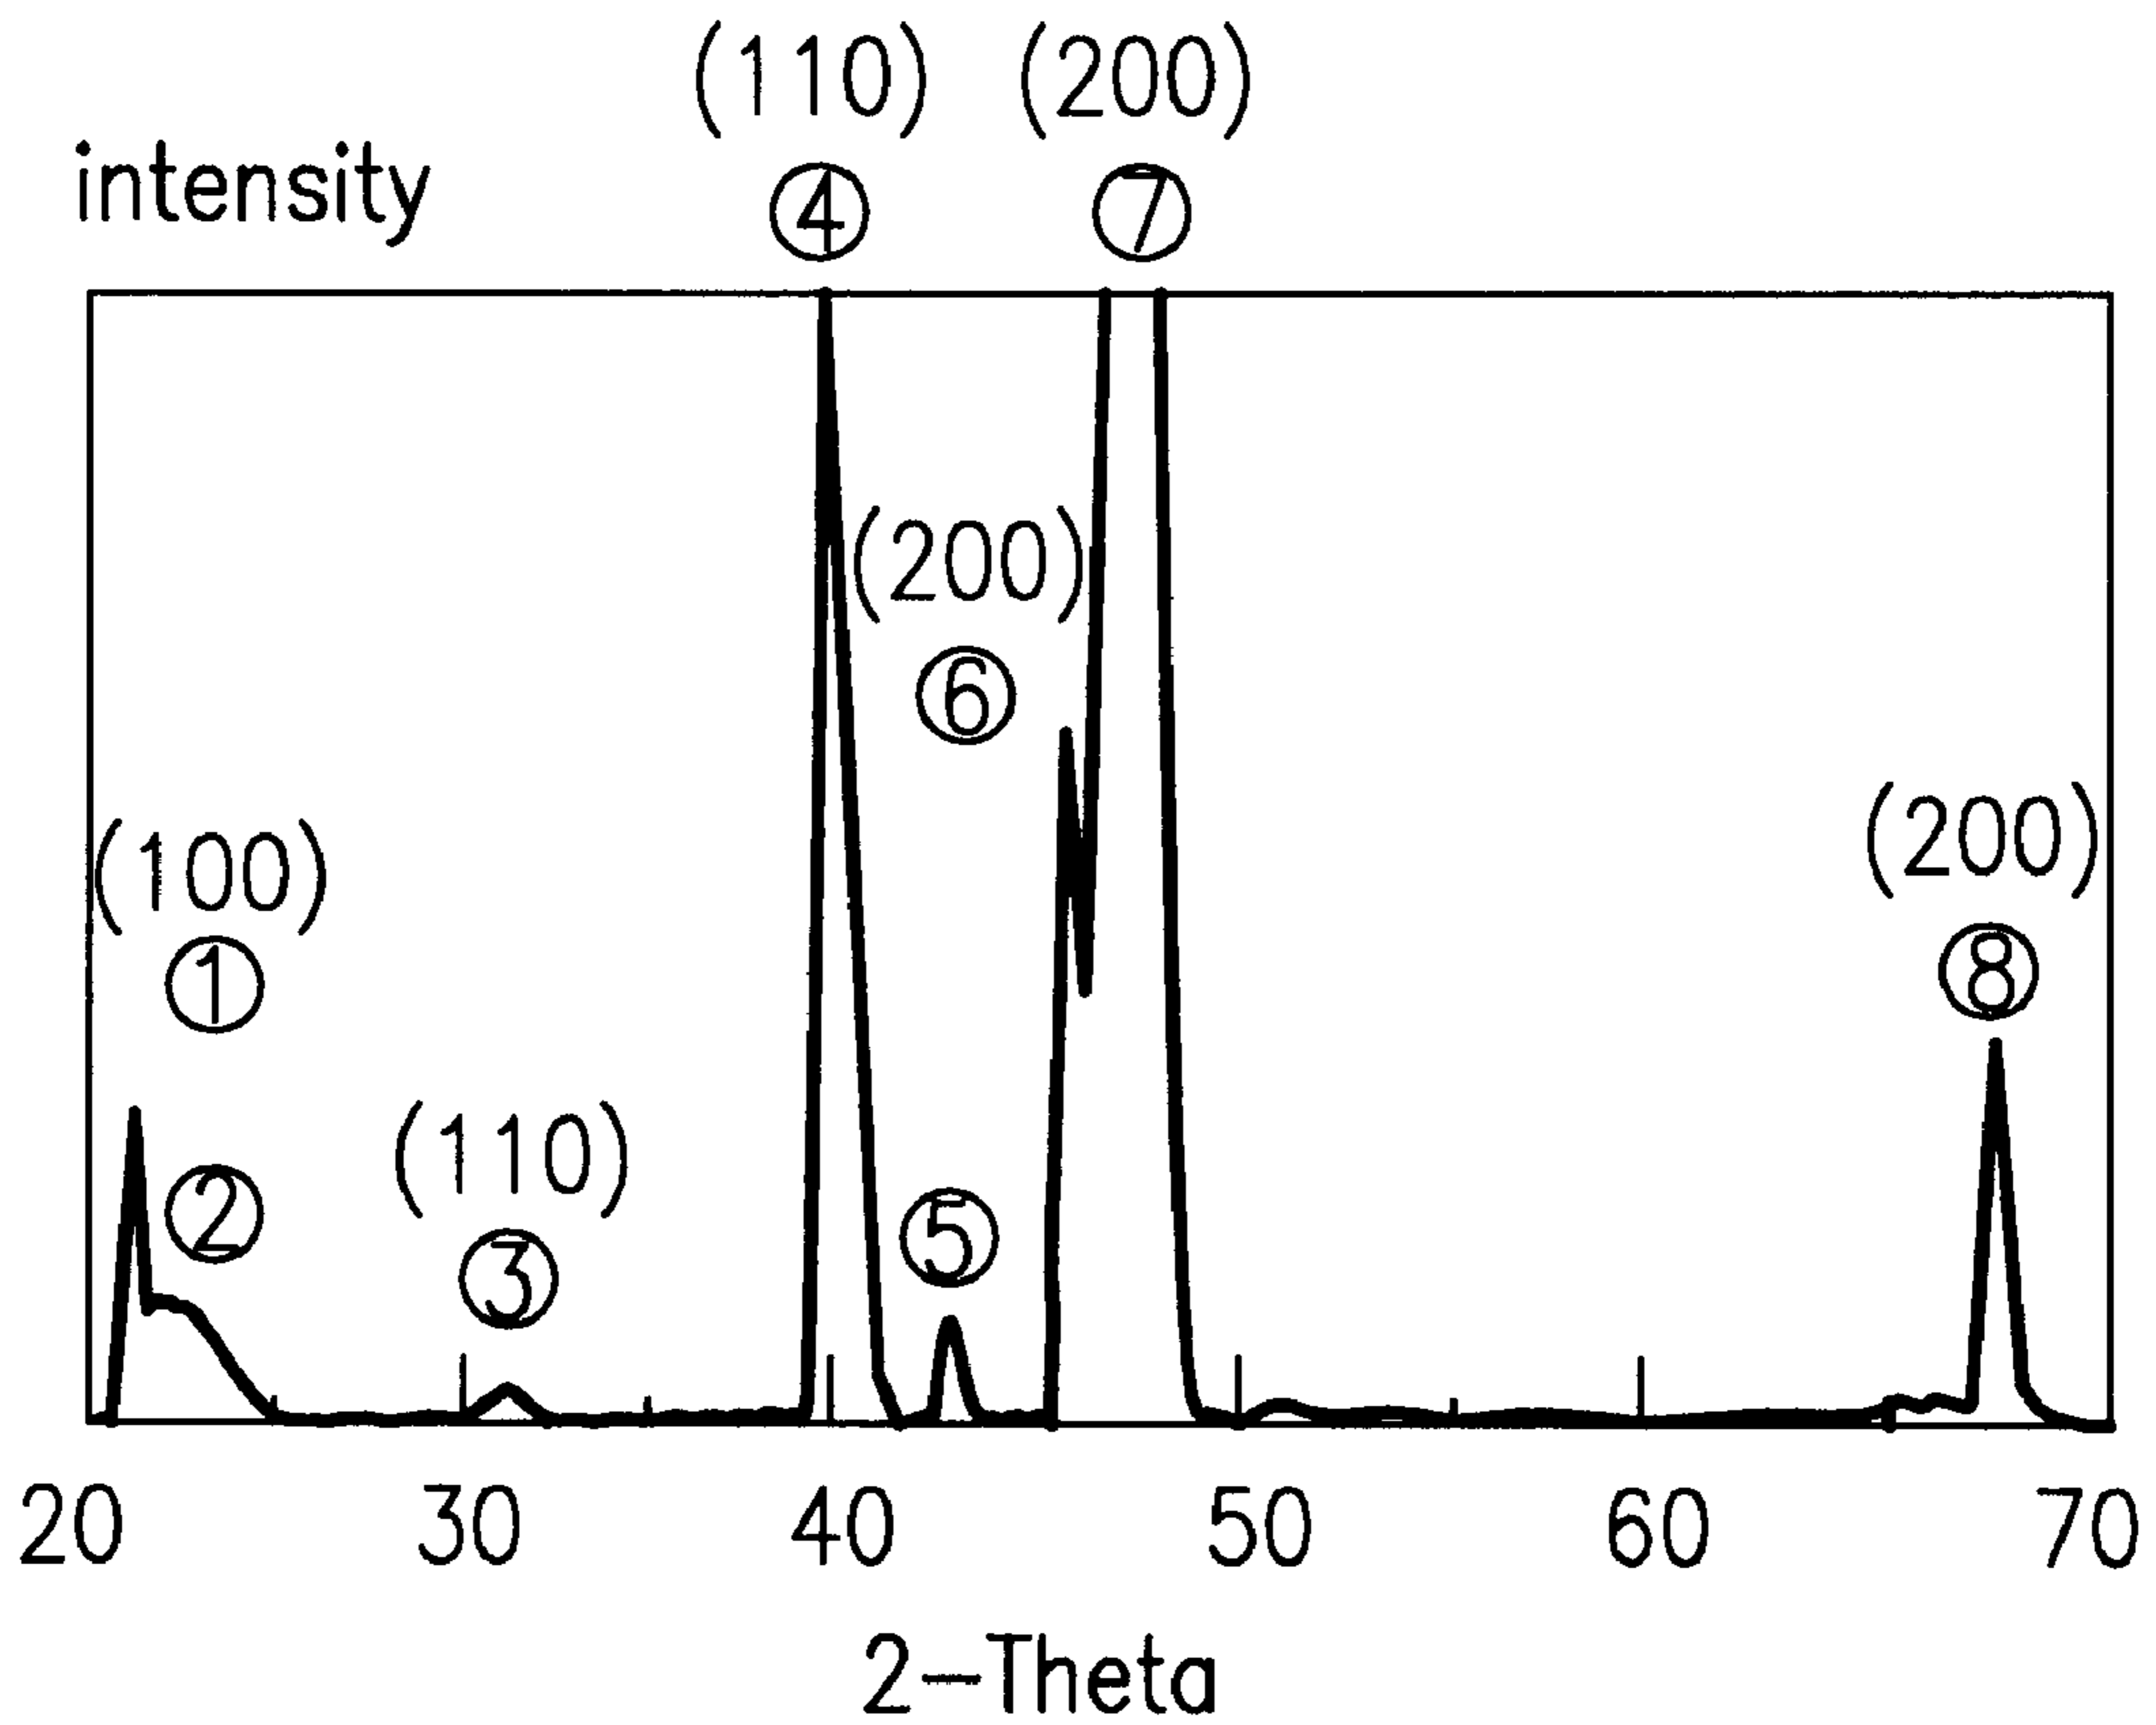 (110) (200)
intensity ④ ⑦
(200)
⑥
(100) (200)
① ⑧
(110)
② ③ ⑤
20 30 40 50 60 70
2-Theta